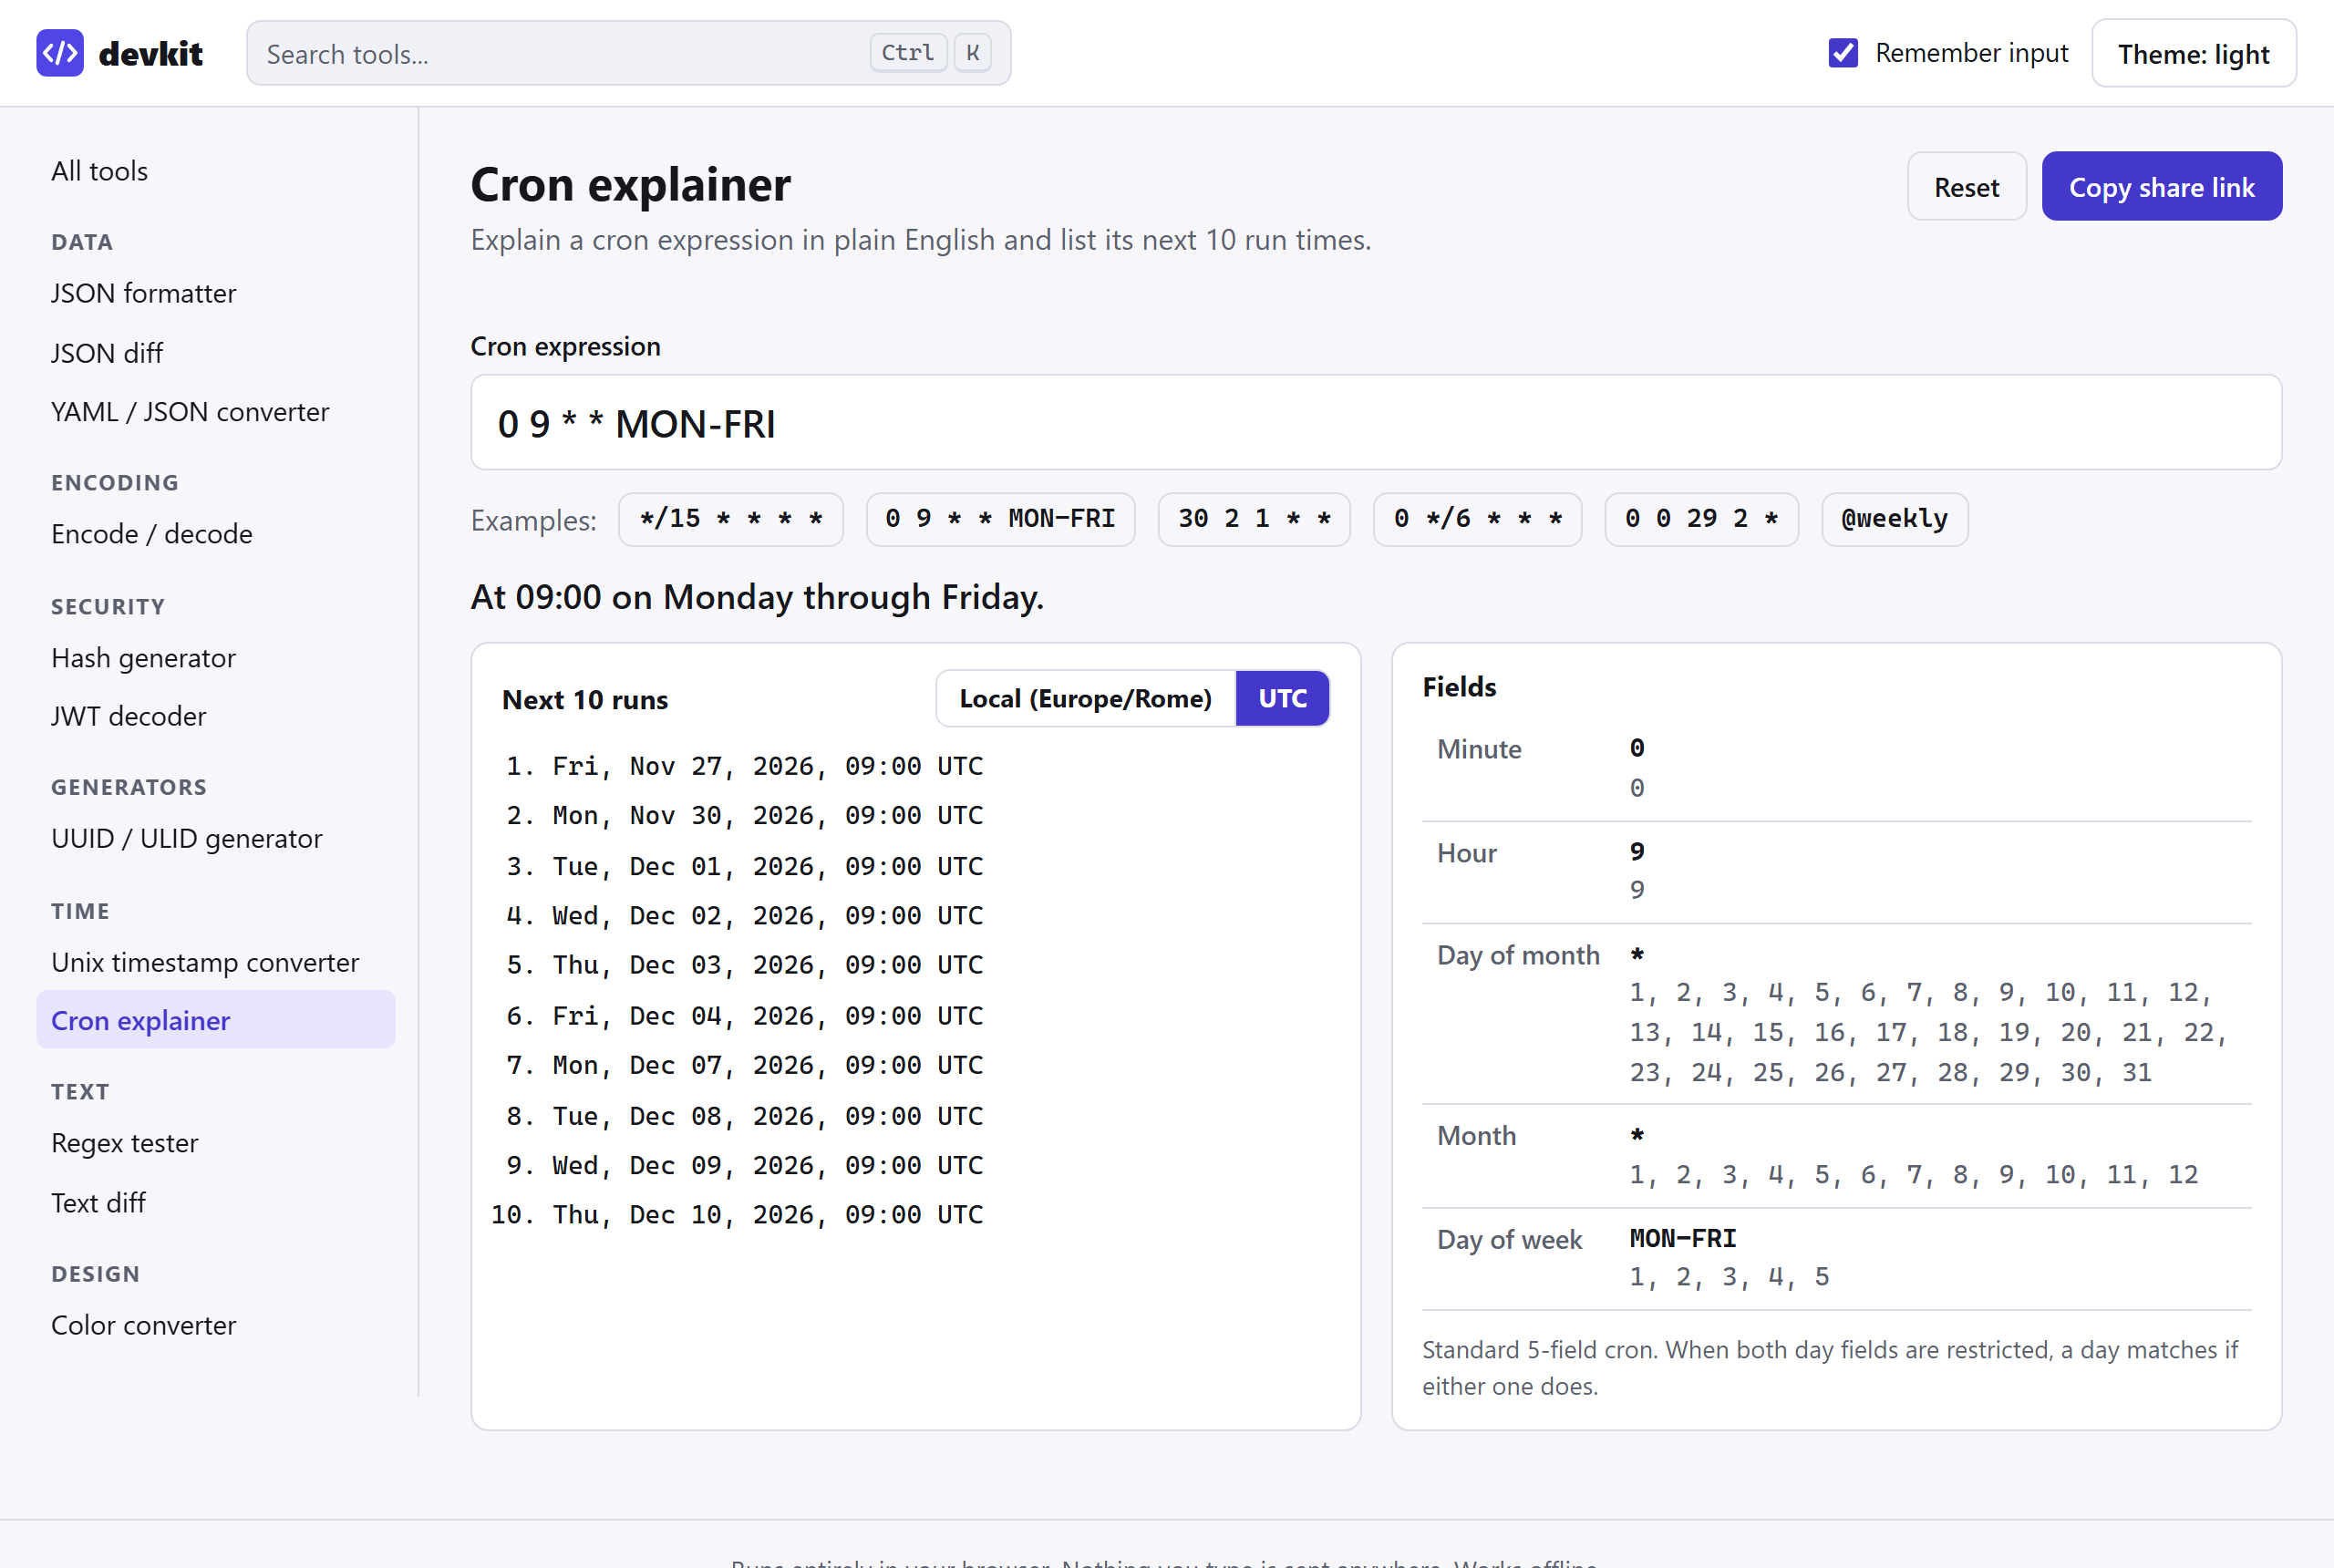 devkit
Search tools...
Ctrl K
Remember input
Theme: light
All tools
DATA
JSON formatter
JSON diff
YAML / JSON converter
ENCODING
Encode / decode
SECURITY
Hash generator
JWT decoder
GENERATORS
UUID / ULID generator
TIME
Unix timestamp converter
Cron explainer
TEXT
Regex tester
Text diff
DESIGN
Color converter
Cron explainer
Reset
Copy share link
Explain a cron expression in plain English and list its next 10 run times.
Cron expression
0 9 * * MON-FRI
Examples: */15 * * * * 0 9 * * MON-FRI 30 2 1 * * 0 */6 * * * 0 0 29 2 * @weekly
At 09:00 on Monday through Friday.
Next 10 runs
Local (Europe/Rome) UTC
1. Fri, Nov 27, 2026, 09:00 UTC
2. Mon, Nov 30, 2026, 09:00 UTC
3. Tue, Dec 01, 2026, 09:00 UTC
4. Wed, Dec 02, 2026, 09:00 UTC
5. Thu, Dec 03, 2026, 09:00 UTC
6. Fri, Dec 04, 2026, 09:00 UTC
7. Mon, Dec 07, 2026, 09:00 UTC
8. Tue, Dec 08, 2026, 09:00 UTC
9. Wed, Dec 09, 2026, 09:00 UTC
10. Thu, Dec 10, 2026, 09:00 UTC
Fields
Minute 0
0
Hour 9
9
Day of month *
1, 2, 3, 4, 5, 6, 7, 8, 9, 10, 11, 12,
13, 14, 15, 16, 17, 18, 19, 20, 21, 22,
23, 24, 25, 26, 27, 28, 29, 30, 31
Month *
1, 2, 3, 4, 5, 6, 7, 8, 9, 10, 11, 12
Day of week MON-FRI
1, 2, 3, 4, 5
Standard 5-field cron. When both day fields are restricted, a day matches if
either one does.
Runs entirely in your browser. Nothing you type is sent anywhere. Works offline.